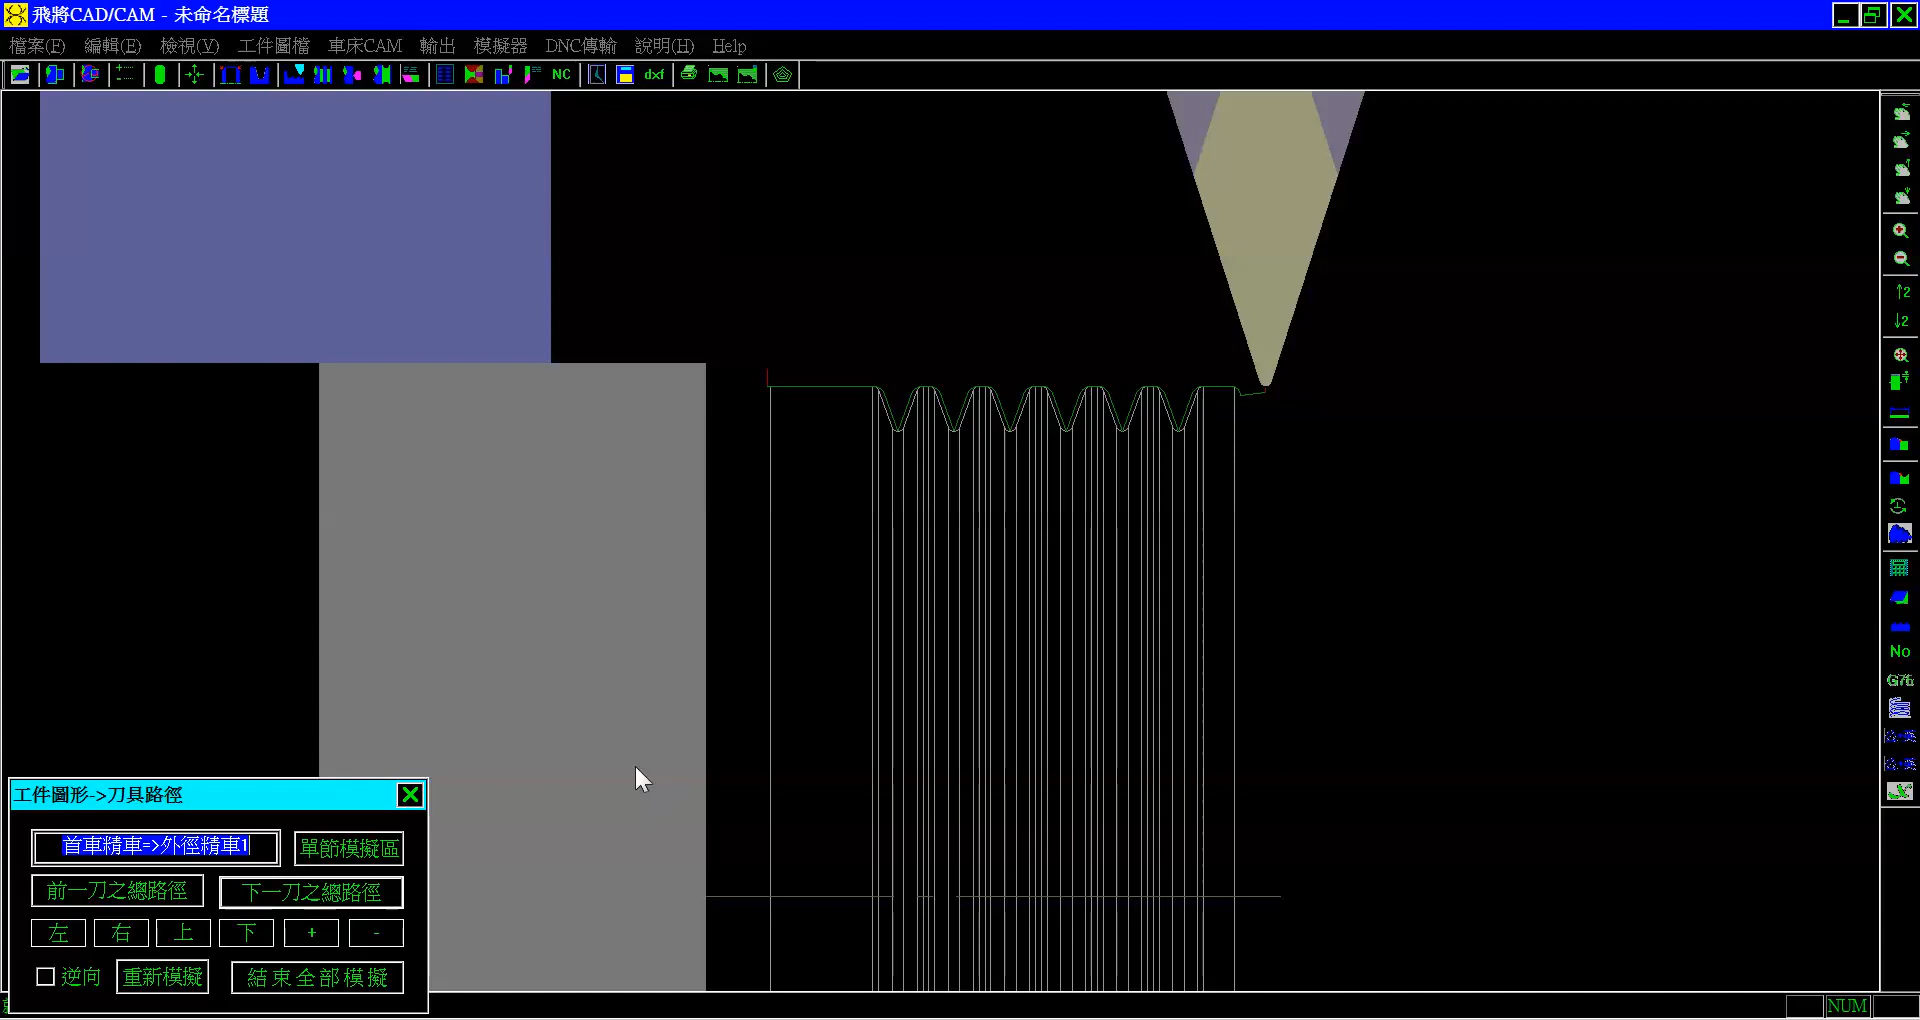 飛將CAD/CAM - 未命名標題
檔案(F) 編輯(E) 檢視(V) 工件圖檔 車床CAM 輸出 模擬器 DNC傳輸 說明(H) Help
NC dxf
2
2
No
G76
工件圖形->刀具路徑
首車精車=>外徑精車1 單節模擬區
前一刀之總路徑 下一刀之總路徑
左 右 上 下 + -
逆向 重新模擬 結束全部模擬
NUM